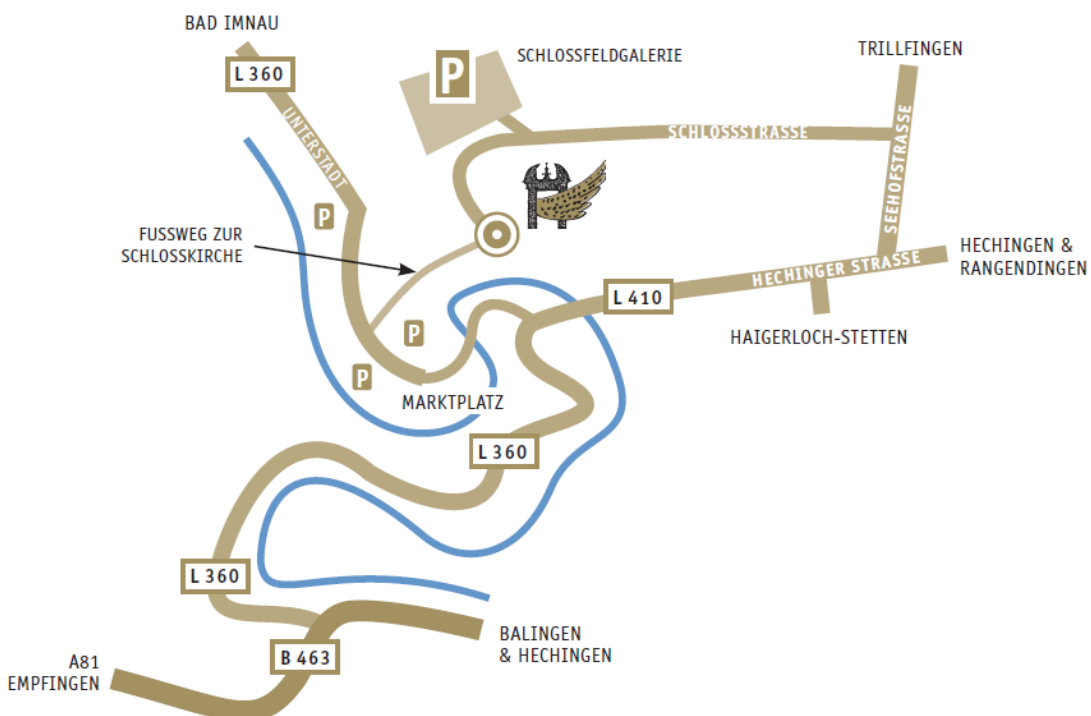 BAD IMNAU
L 360
UNTERSTADT
P
SCHLOSSFELDGALERIE
TRILLFINGEN
SCHLOSSSTRASSE
SEEHOFSTRASSE
P
FUSSWEG ZUR
SCHLOSSKIRCHE
HECHINGEN &
RANGENDINGEN
HECHINGER STRASSE
L 410
HAIGERLOCH-STETTEN
P
P
MARKTPLATZ
L 360
L 360
BALINGEN
& HECHINGEN
B 463
A81
EMPFINGEN